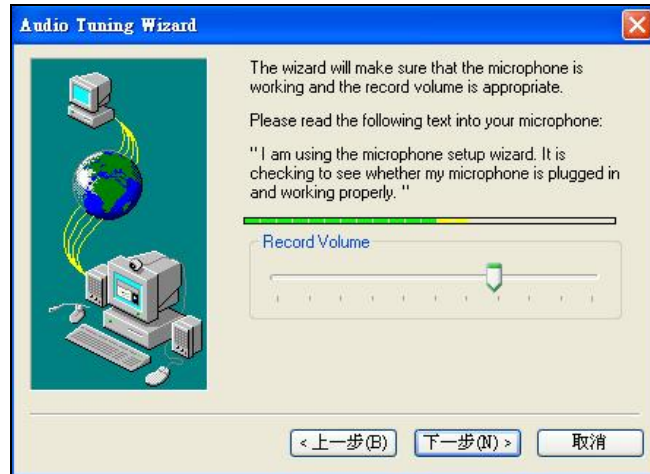 Audio Tuning Wizard
The wizard will make sure that the microphone is
working and the record volume is appropriate.
Please read the following text into your microphone:
" I am using the microphone setup wizard. It is
checking to see whether my microphone is plugged in
and working properly. "
Record Volume
< 上一步(B) 下一步(N) > 取消